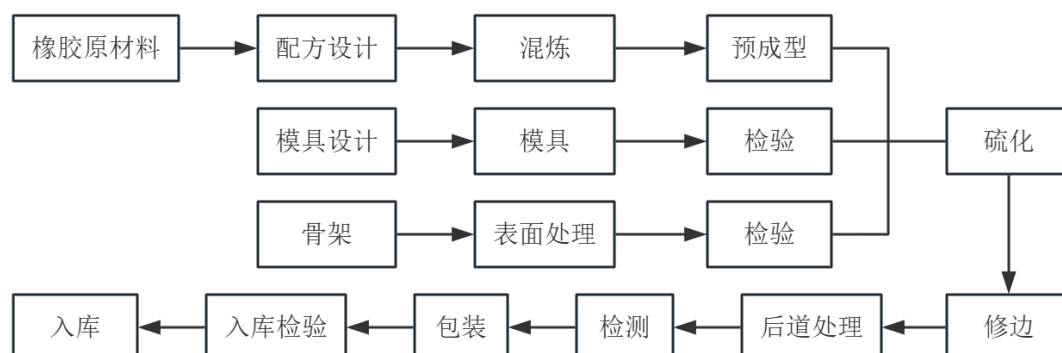 橡胶原材料
配方设计
混炼
预成型
模具设计
模具
检验
硫化
骨架
表面处理
检验
入库
入库检验
包装
检测
后道处理
修边